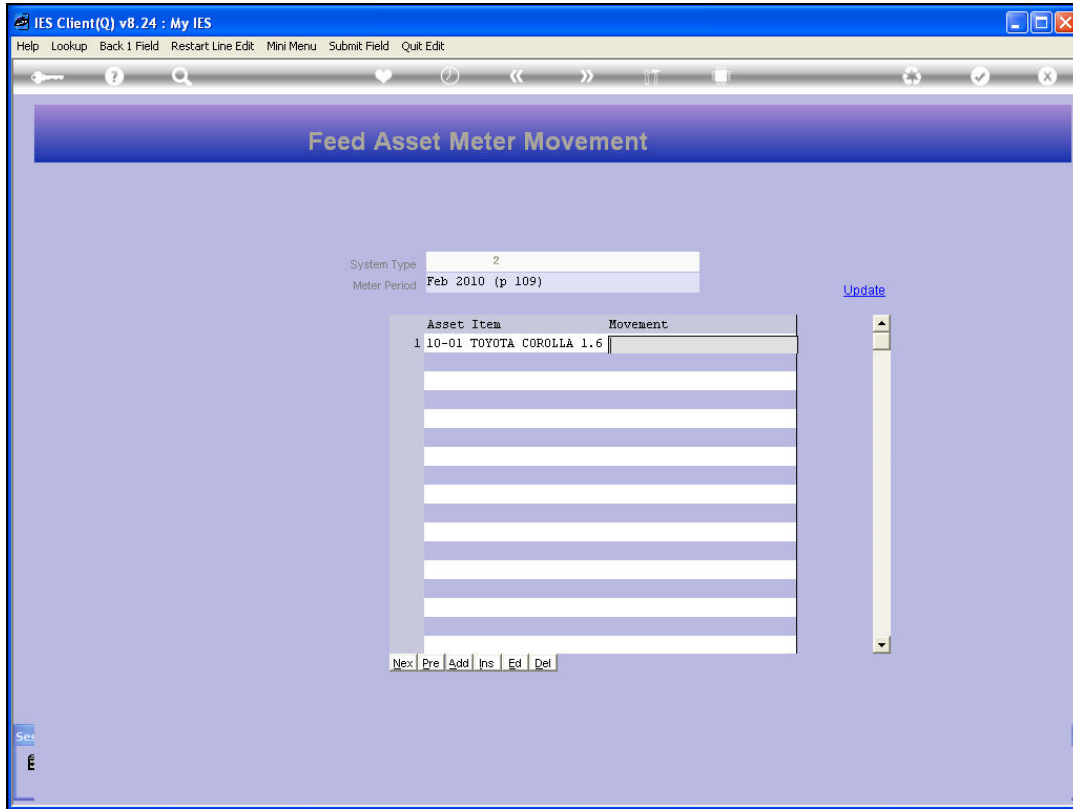 IES Client(Q) v8.24 : My IES
Help Lookup Back 1 Field Restart Line Edit Mini Menu Submit Field Quit Edit
Feed Asset Meter Movement
System Type 2
Meter Period Feb 2010 (p 109)
Update
Asset Item Movement
1 10-01 TOYOTA COROLLA 1.6
Nex Pre Add Ins Ed Del